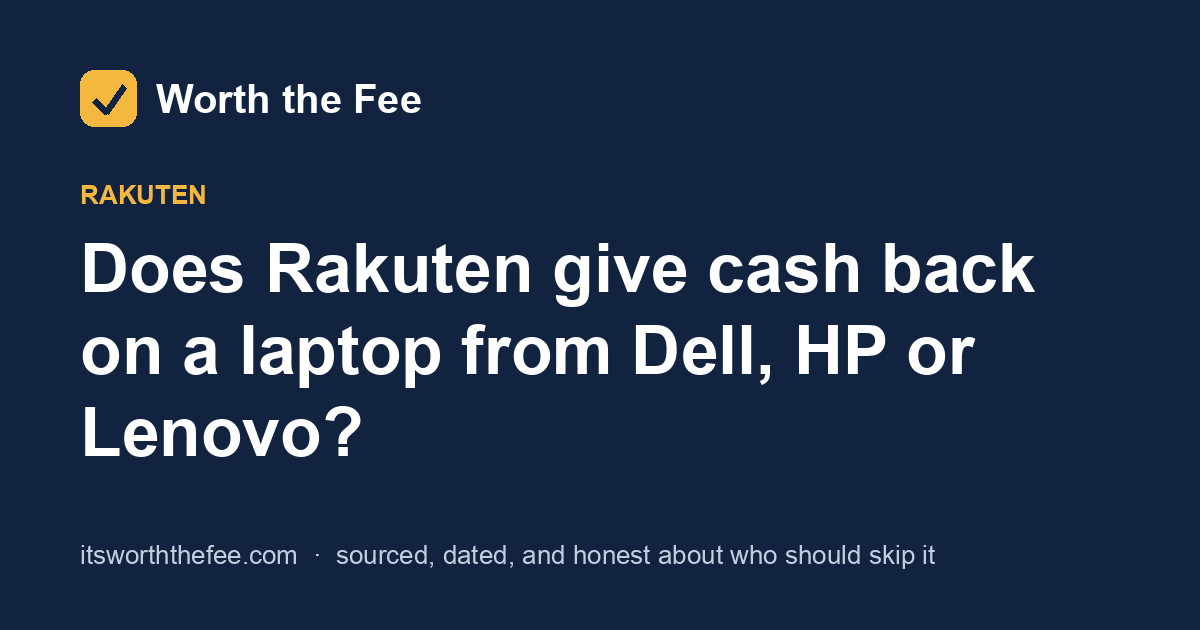 Worth the Fee
RAKUTEN
Does Rakuten give cash back
on a laptop from Dell, HP or
Lenovo?
itsworththefee.com · sourced, dated, and honest about who should skip it